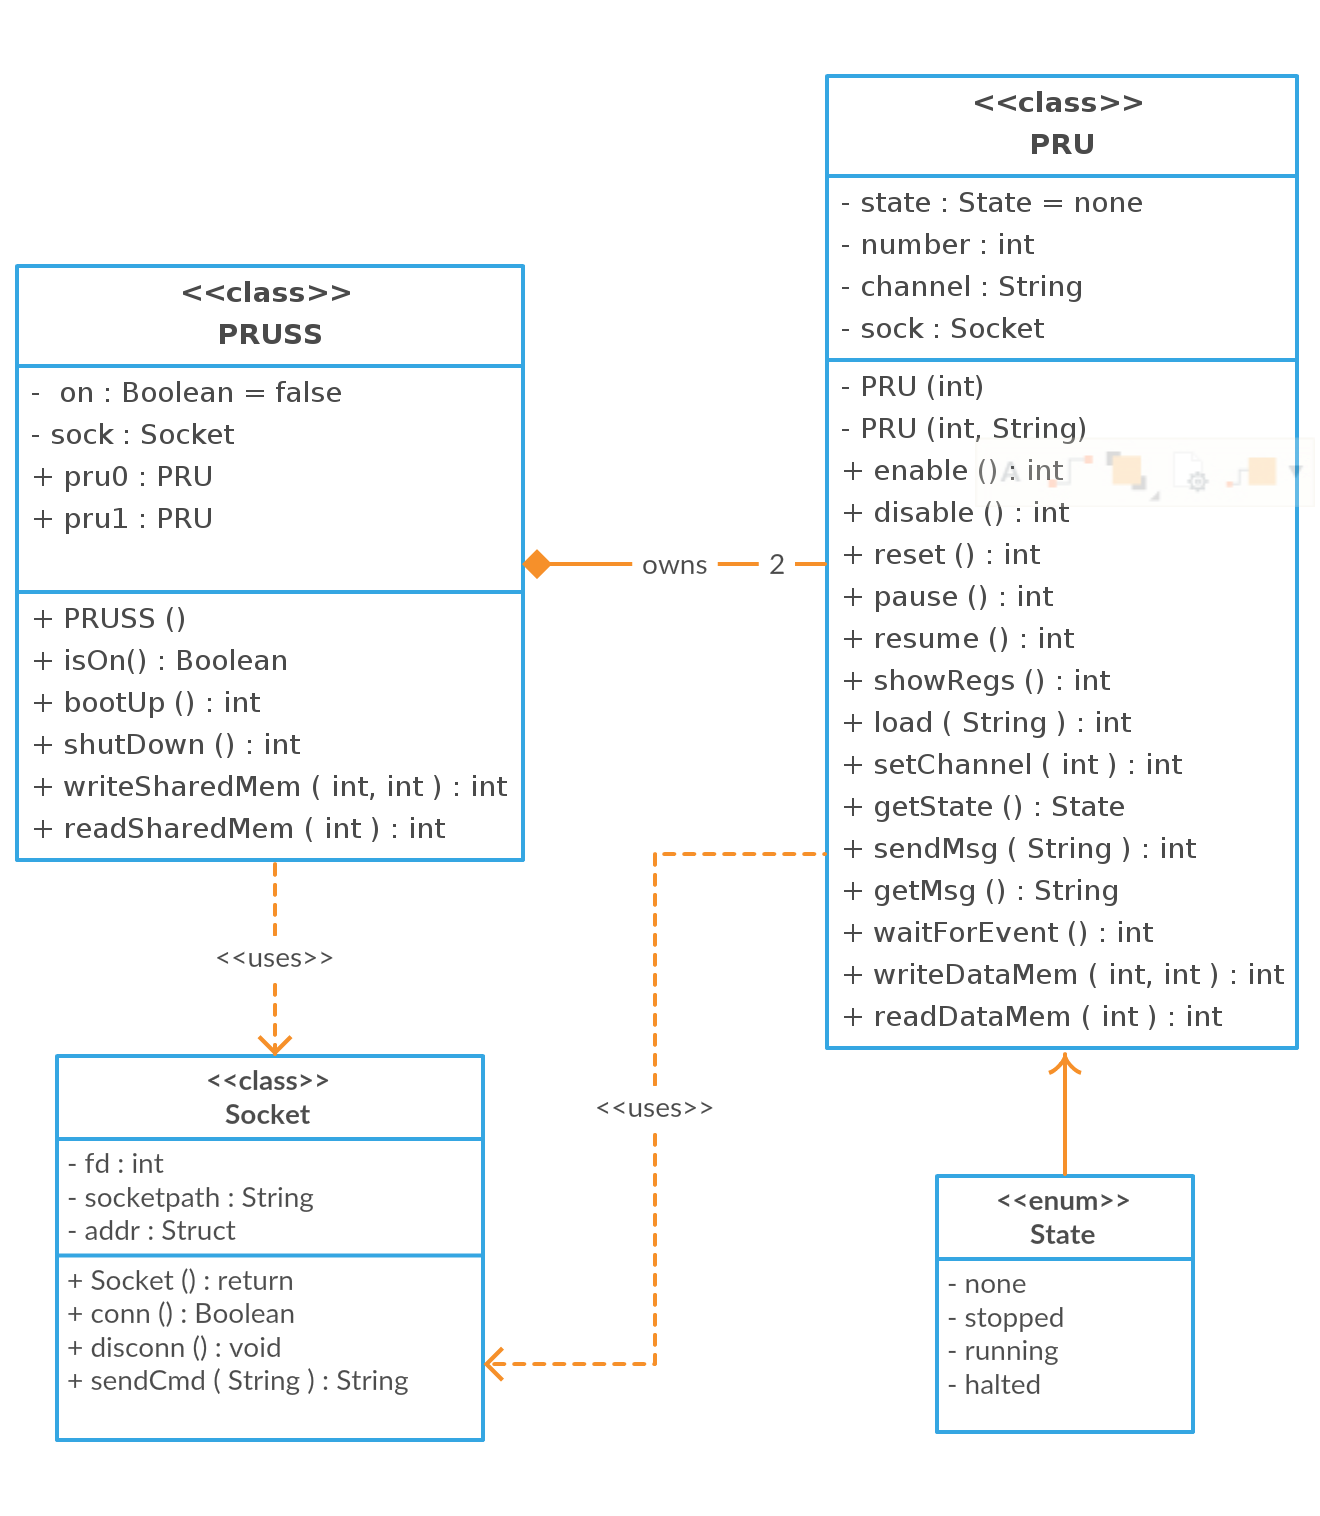 <<class>>
PRUSS
-  on : Boolean = false
- sock : Socket
+ pru0 : PRU
+ pru1 : PRU
+ PRUSS ()
+ isOn() : Boolean
+ bootUp () : int
+ shutDown () : int
+ writeSharedMem ( int, int ) : int
+ readSharedMem ( int ) : int
owns
2
<<class>>
PRU
- state : State = none
- number : int
- channel : String
- sock : Socket
- PRU (int)
- PRU (int, String)
+ enable () : int
A
+ disable () : int
+ reset () : int
+ pause () : int
+ resume () : int
+ showRegs () : int
+ load ( String ) : int
+ setChannel ( int ) : int
+ getState () : State
+ sendMsg ( String ) : int
+ getMsg () : String
+ waitForEvent () : int
+ writeDataMem ( int, int ) : int
+ readDataMem ( int ) : int
<<uses>>
<<uses>>
<<class>>
Socket
- fd : int
- socketpath : String
- addr : Struct
+ Socket () : return
+ conn () : Boolean
+ disconn () : void
+ sendCmd ( String ) : String
<<enum>>
State
- none
- stopped
- running
- halted